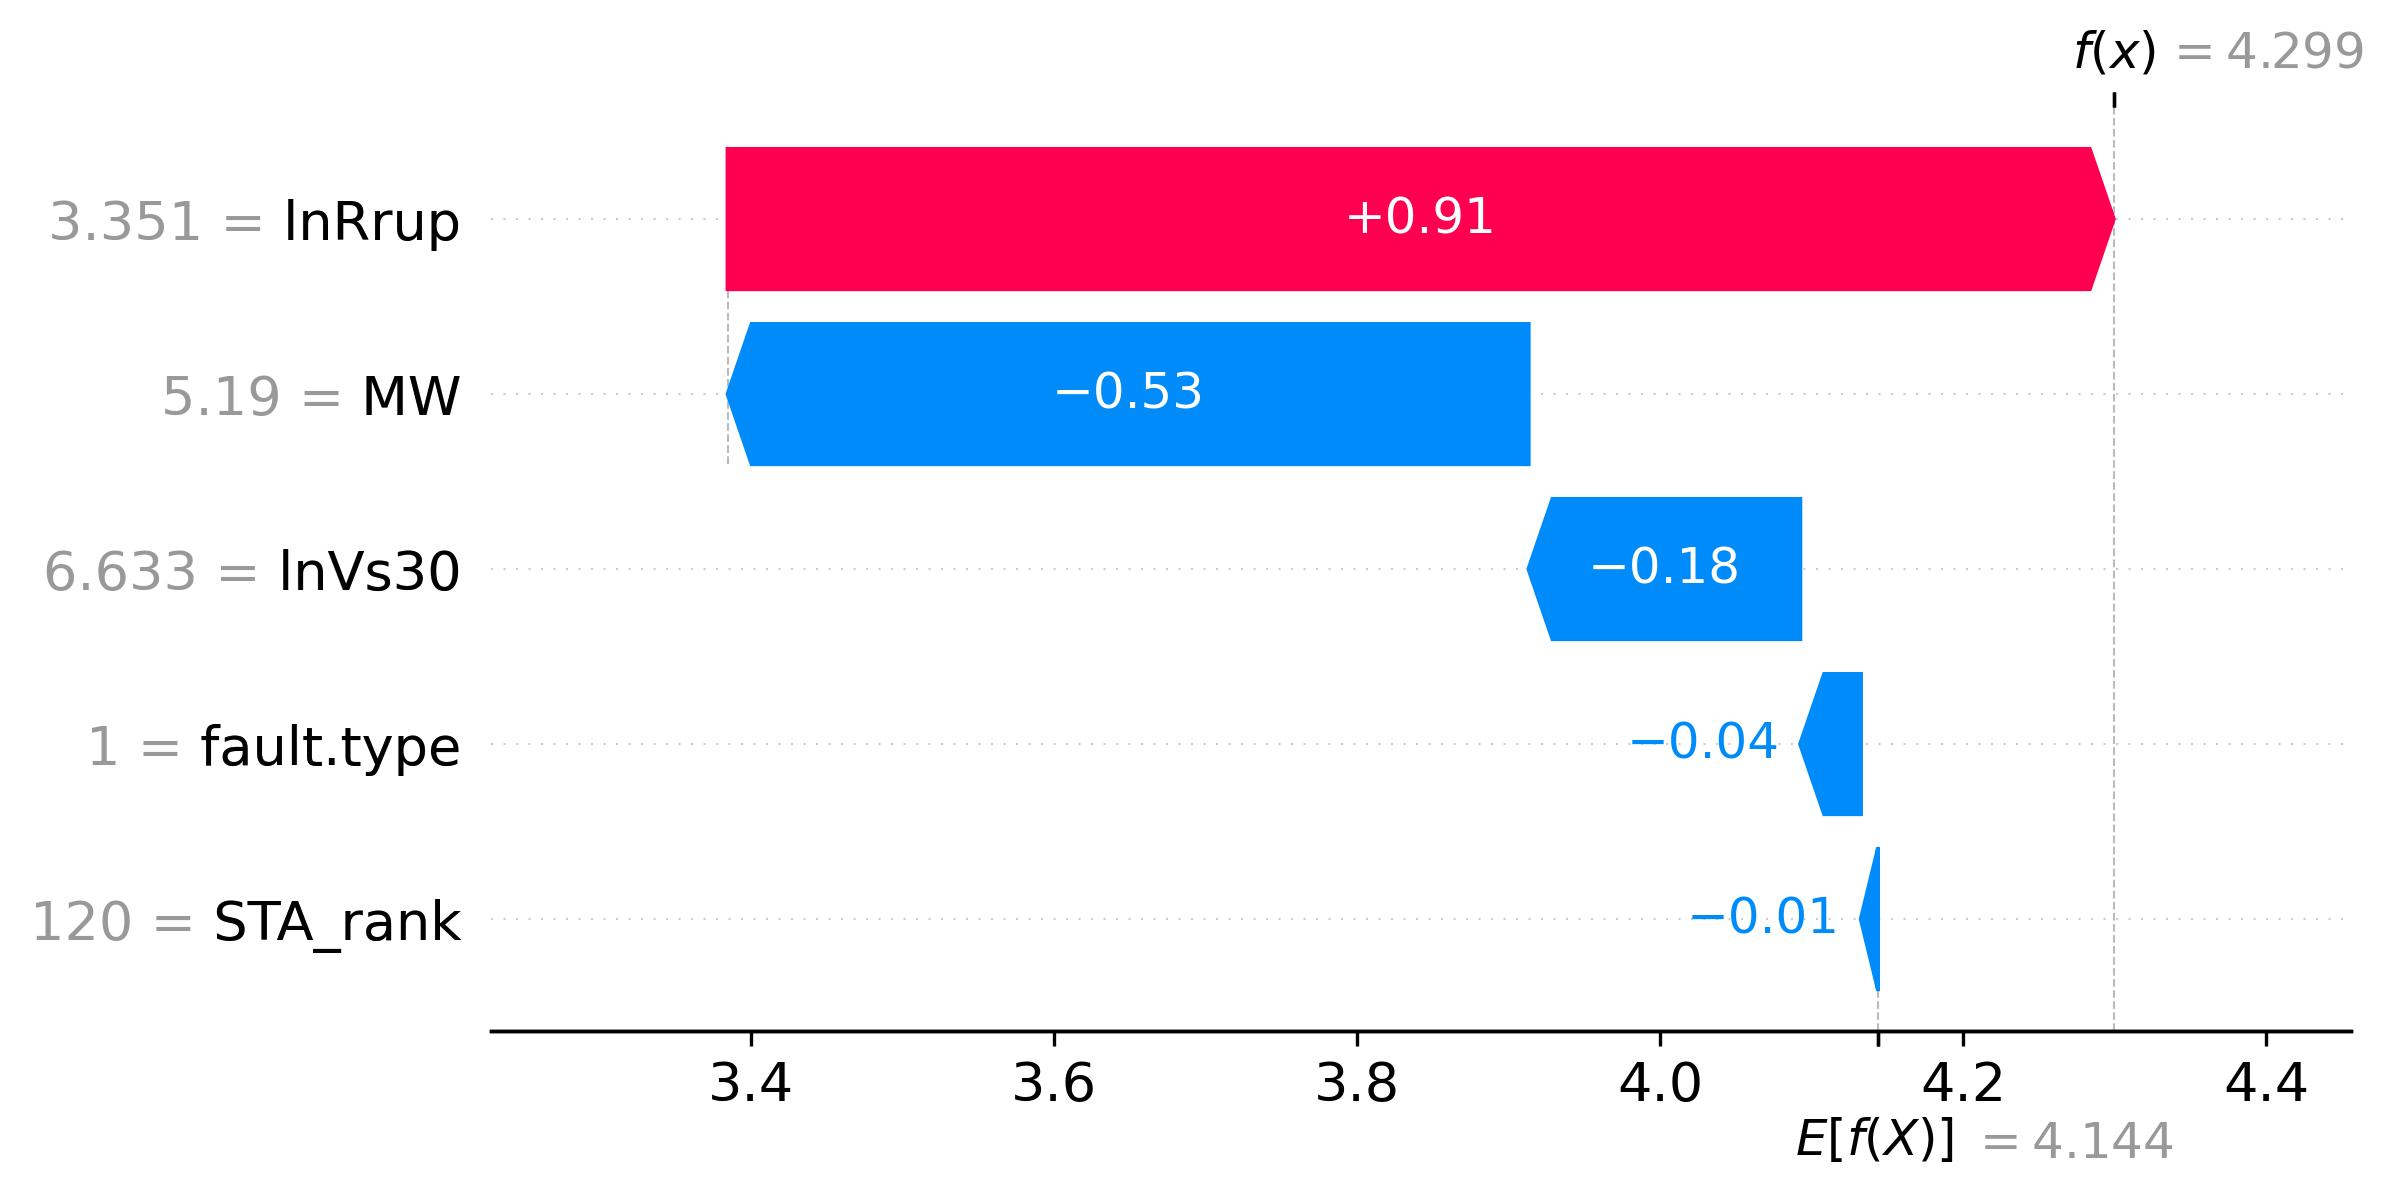 f(x) = 4.299
3.351 = lnRrup
+0.91
5.19 = MW
−0.53
6.633 = lnVs30
−0.18
1 = fault.type
−0.04
120 = STA_rank
−0.01
3.4 3.6 3.8 4.0 4.2 4.4
E[f(X)] = 4.144